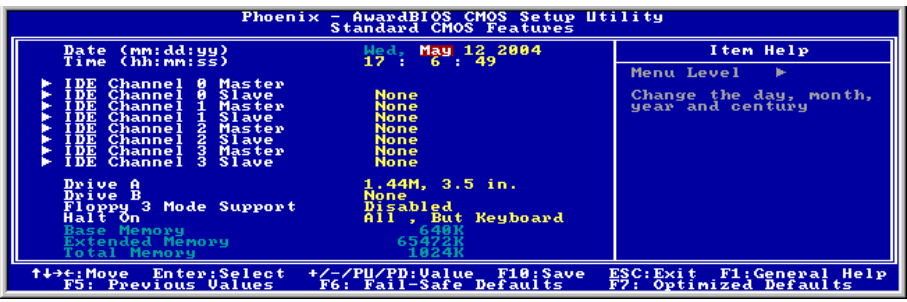 Phoenix - AwardBIOS CMOS Setup Utility
Standard CMOS Features
Date (mm:dd:yy) Wed, May 12 2004
Time (hh:mm:ss) 17 : 6 : 49
► IDE Channel 0 Master
► IDE Channel 0 Slave None
► IDE Channel 1 Master None
► IDE Channel 1 Slave None
► IDE Channel 2 Master None
► IDE Channel 2 Slave None
► IDE Channel 3 Master None
► IDE Channel 3 Slave None
Drive A 1.44M, 3.5 in.
Drive B None
Floppy 3 Mode Support Disabled
Halt On All , But Keyboard
Base Memory 640K
Extended Memory 65472K
Total Memory 1024K
Item Help
Menu Level ►
Change the day, month,
year and century
↑↓→←:Move Enter:Select +/-/PU/PD:Value F10:Save ESC:Exit F1:General Help
F5: Previous Values F6: Fail-Safe Defaults F7: Optimized Defaults